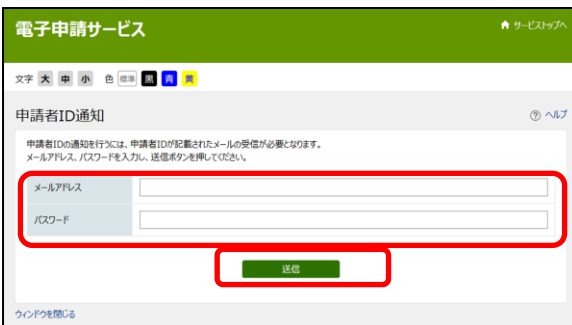 電子申請サービス
サービストップへ
文字 大 中 小 色 標準 黒 青 黄
申請者ID通知
? ヘルプ
申請者IDの通知を行うには、申請者IDが記載されたメールの受信が必要となります。
メールアドレス、パスワードを入力し、送信ボタンを押してください。
メールアドレス
パスワード
送信
ウィンドウを閉じる